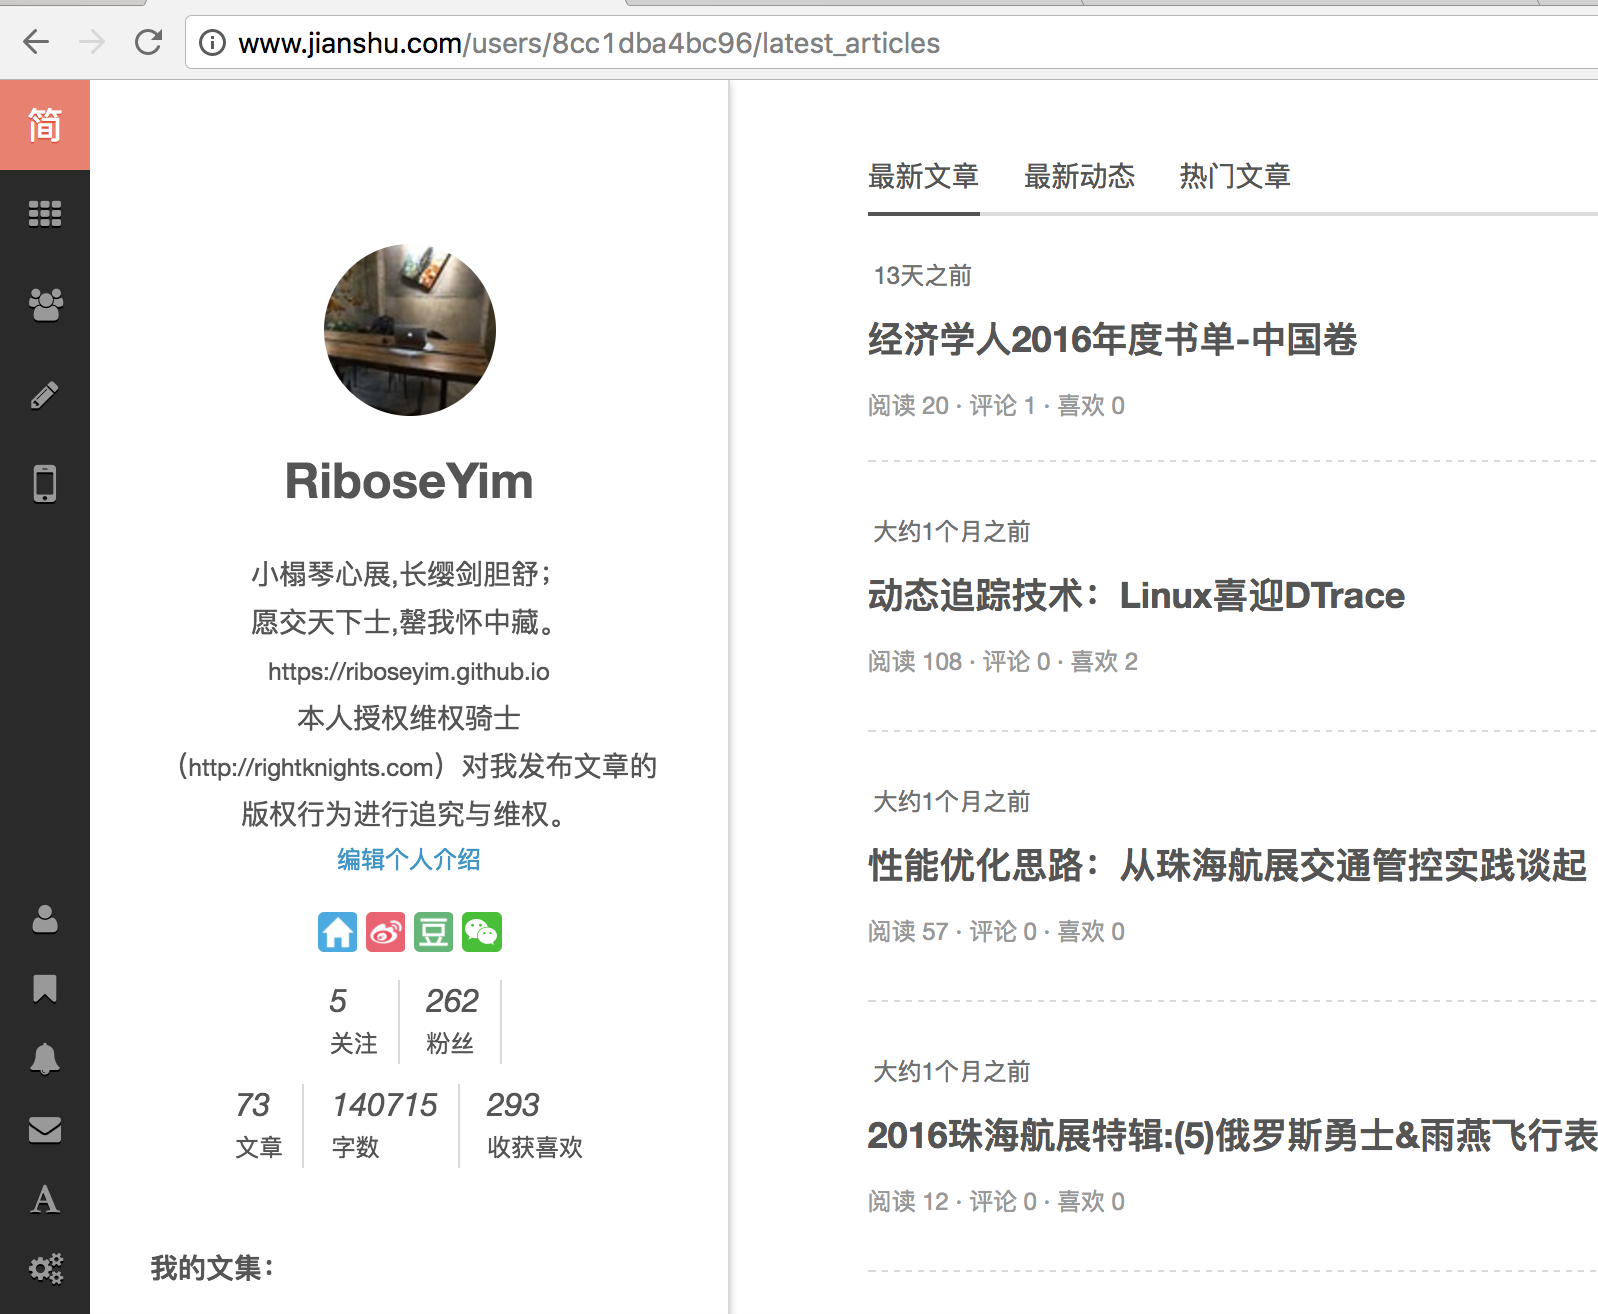 www.jianshu.com/users/8cc1dba4bc96/latest_articles
简
RiboseYim
小榻琴心展,长缨剑胆舒；
愿交天下士,罄我怀中藏。
https://riboseyim.github.io
本人授权维权骑士
（http://rightknights.com）对我发布文章的
版权行为进行追究与维权。
编辑个人介绍
豆
5
关注
262
粉丝
73
文章
140715
字数
293
收获喜欢
我的文集：
最新文章 最新动态 热门文章
13天之前
经济学人2016年度书单-中国卷
阅读 20 · 评论 1 · 喜欢 0
大约1个月之前
动态追踪技术：Linux喜迎DTrace
阅读 108 · 评论 0 · 喜欢 2
大约1个月之前
性能优化思路：从珠海航展交通管控实践谈起
阅读 57 · 评论 0 · 喜欢 0
大约1个月之前
2016珠海航展特辑:(5)俄罗斯勇士&雨燕飞行表
阅读 12 · 评论 0 · 喜欢 0